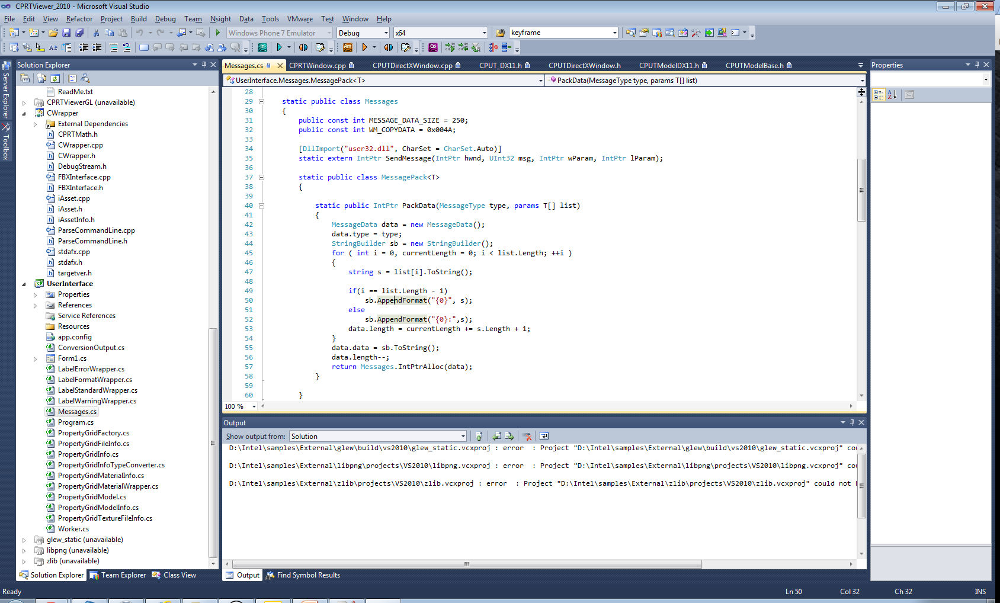 CPRTViewer_2010 - Microsoft Visual Studio
File Edit View Refactor Project Build Debug Team Nsight Data Tools VMware Test Window Help
Windows Phone 7 Emulator Debug x64 keyframe
Server Explorer
Toolbox
Solution Explorer
ReadMe.txt
CPRTViewerGL (unavailable)
CWrapper
External Dependencies
CPRTMath.h
CWrapper.cpp
CWrapper.h
DebugStream.h
FBXInterface.cpp
FBXInterface.h
iAsset.cpp
iAsset.h
iAssetInfo.h
ParseCommandLine.cpp
ParseCommandLine.h
stdafx.cpp
stdafx.h
targetver.h
UserInterface
Properties
References
Service References
Resources
app.config
ConversionOutput.cs
Form1.cs
LabelErrorWrapper.cs
LabelFormatWrapper.cs
LabelStandardWrapper.cs
LabelWarningWrapper.cs
Messages.cs
Program.cs
PropertyGridFactory.cs
PropertyGridFileInfo.cs
PropertyGridInfo.cs
PropertyGridInfoTypeConverter.cs
PropertyGridMaterialInfo.cs
PropertyGridMaterialWrapper.cs
PropertyGridModel.cs
PropertyGridModelInfo.cs
PropertyGridTextureFileInfo.cs
Worker.cs
glew_static (unavailable)
libpng (unavailable)
zlib (unavailable)
Solution Explorer Team Explorer Class View
Messages.cs CPRTWindow.cpp CPUTDirectXWindow.cpp CPUT_DX11.h CPUTDirectXWindow.h CPUTModelDX11.h CPUTModelBase.h
UserInterface.Messages.MessagePack<T> PackData(MessageType type, params T[] list)
28
29 static public class Messages
30 {
31 public const int MESSAGE_DATA_SIZE = 250;
32 public const int WM_COPYDATA = 0x004A;
33
34 [DllImport("user32.dll", CharSet = CharSet.Auto)]
35 static extern IntPtr SendMessage(IntPtr hwnd, UInt32 msg, IntPtr wParam, IntPtr lParam);
36
37 static public class MessagePack<T>
38 {
39
40 static public IntPtr PackData(MessageType type, params T[] list)
41 {
42 MessageData data = new MessageData();
43 data.type = type;
44 StringBuilder sb = new StringBuilder();
45 for ( int i = 0, currentLength = 0; i < list.Length; ++i )
46 {
47 string s = list[i].ToString();
48
49 if(i == list.Length - 1)
50 sb.AppendFormat("{0}", s);
51 else
52 sb.AppendFormat("{0}:",s);
53 data.length = currentLength += s.Length + 1;
54 }
55 data.data = sb.ToString();
56 data.length--;
57 return Messages.IntPtrAlloc(data);
58 }
59
60 }
100 %
Output
Show output from: Solution
D:\Intel\samples\External\glew\build\vs2010\glew_static.vcxproj : error : Project "D:\Intel\samples\External\glew\build\vs2010\glew_static.vcxproj" co
D:\Intel\samples\External\libpng\projects\VS2010\libpng.vcxproj : error : Project "D:\Intel\samples\External\libpng\projects\VS2010\libpng.vcxproj" co
D:\Intel\samples\External\zlib\projects\VS2010\zlib.vcxproj : error : Project "D:\Intel\samples\External\zlib\projects\VS2010\zlib.vcxproj" could not
Output Find Symbol Results
Properties
Ready Ln 50 Col 32 Ch 32 INS